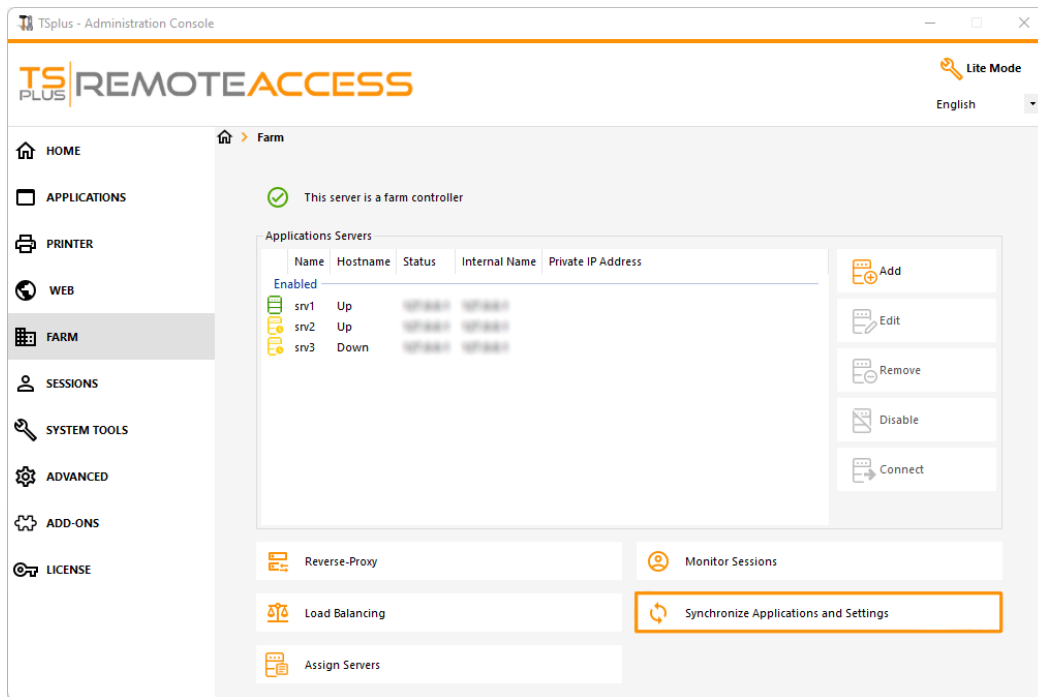 TSplus - Administration Console
TS PLUS REMOTEACCESS
Lite Mode
English
HOME
APPLICATIONS
PRINTER
WEB
FARM
SESSIONS
SYSTEM TOOLS
ADVANCED
ADD-ONS
LICENSE
Farm
This server is a farm controller
Applications Servers
Name Hostname Status Internal Name Private IP Address
Enabled
srv1 Up
srv2 Up
srv3 Down
Add
Edit
Remove
Disable
Connect
Reverse-Proxy
Monitor Sessions
Load Balancing
Synchronize Applications and Settings
Assign Servers